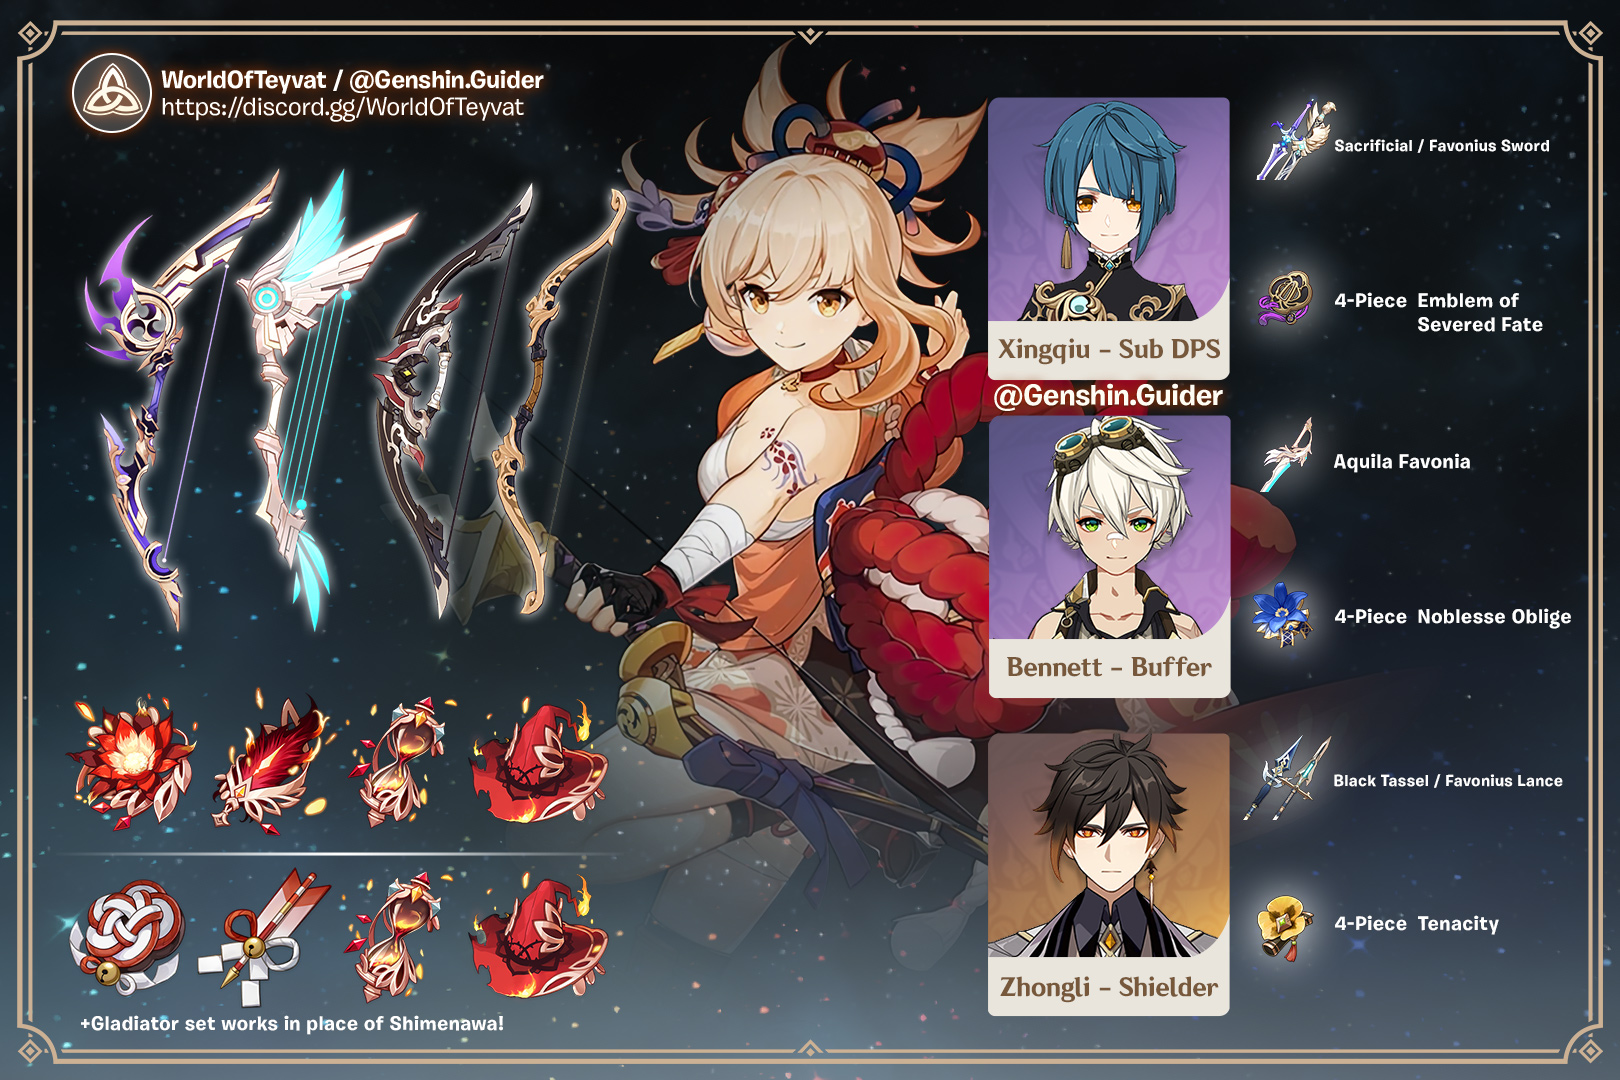 WorldOfTeyvat / @Genshin.Guider
https://discord.gg/WorldOfTeyvat
Sacrificial / Favonius Sword
4-Piece Emblem of
Severed Fate
Xingqiu - Sub DPS
@Genshin.Guider
Aquila Favonia
4-Piece Noblesse Oblige
Bennett - Buffer
Black Tassel / Favonius Lance
4-Piece Tenacity
Zhongli - Shielder
+Gladiator set works in place of Shimenawa!